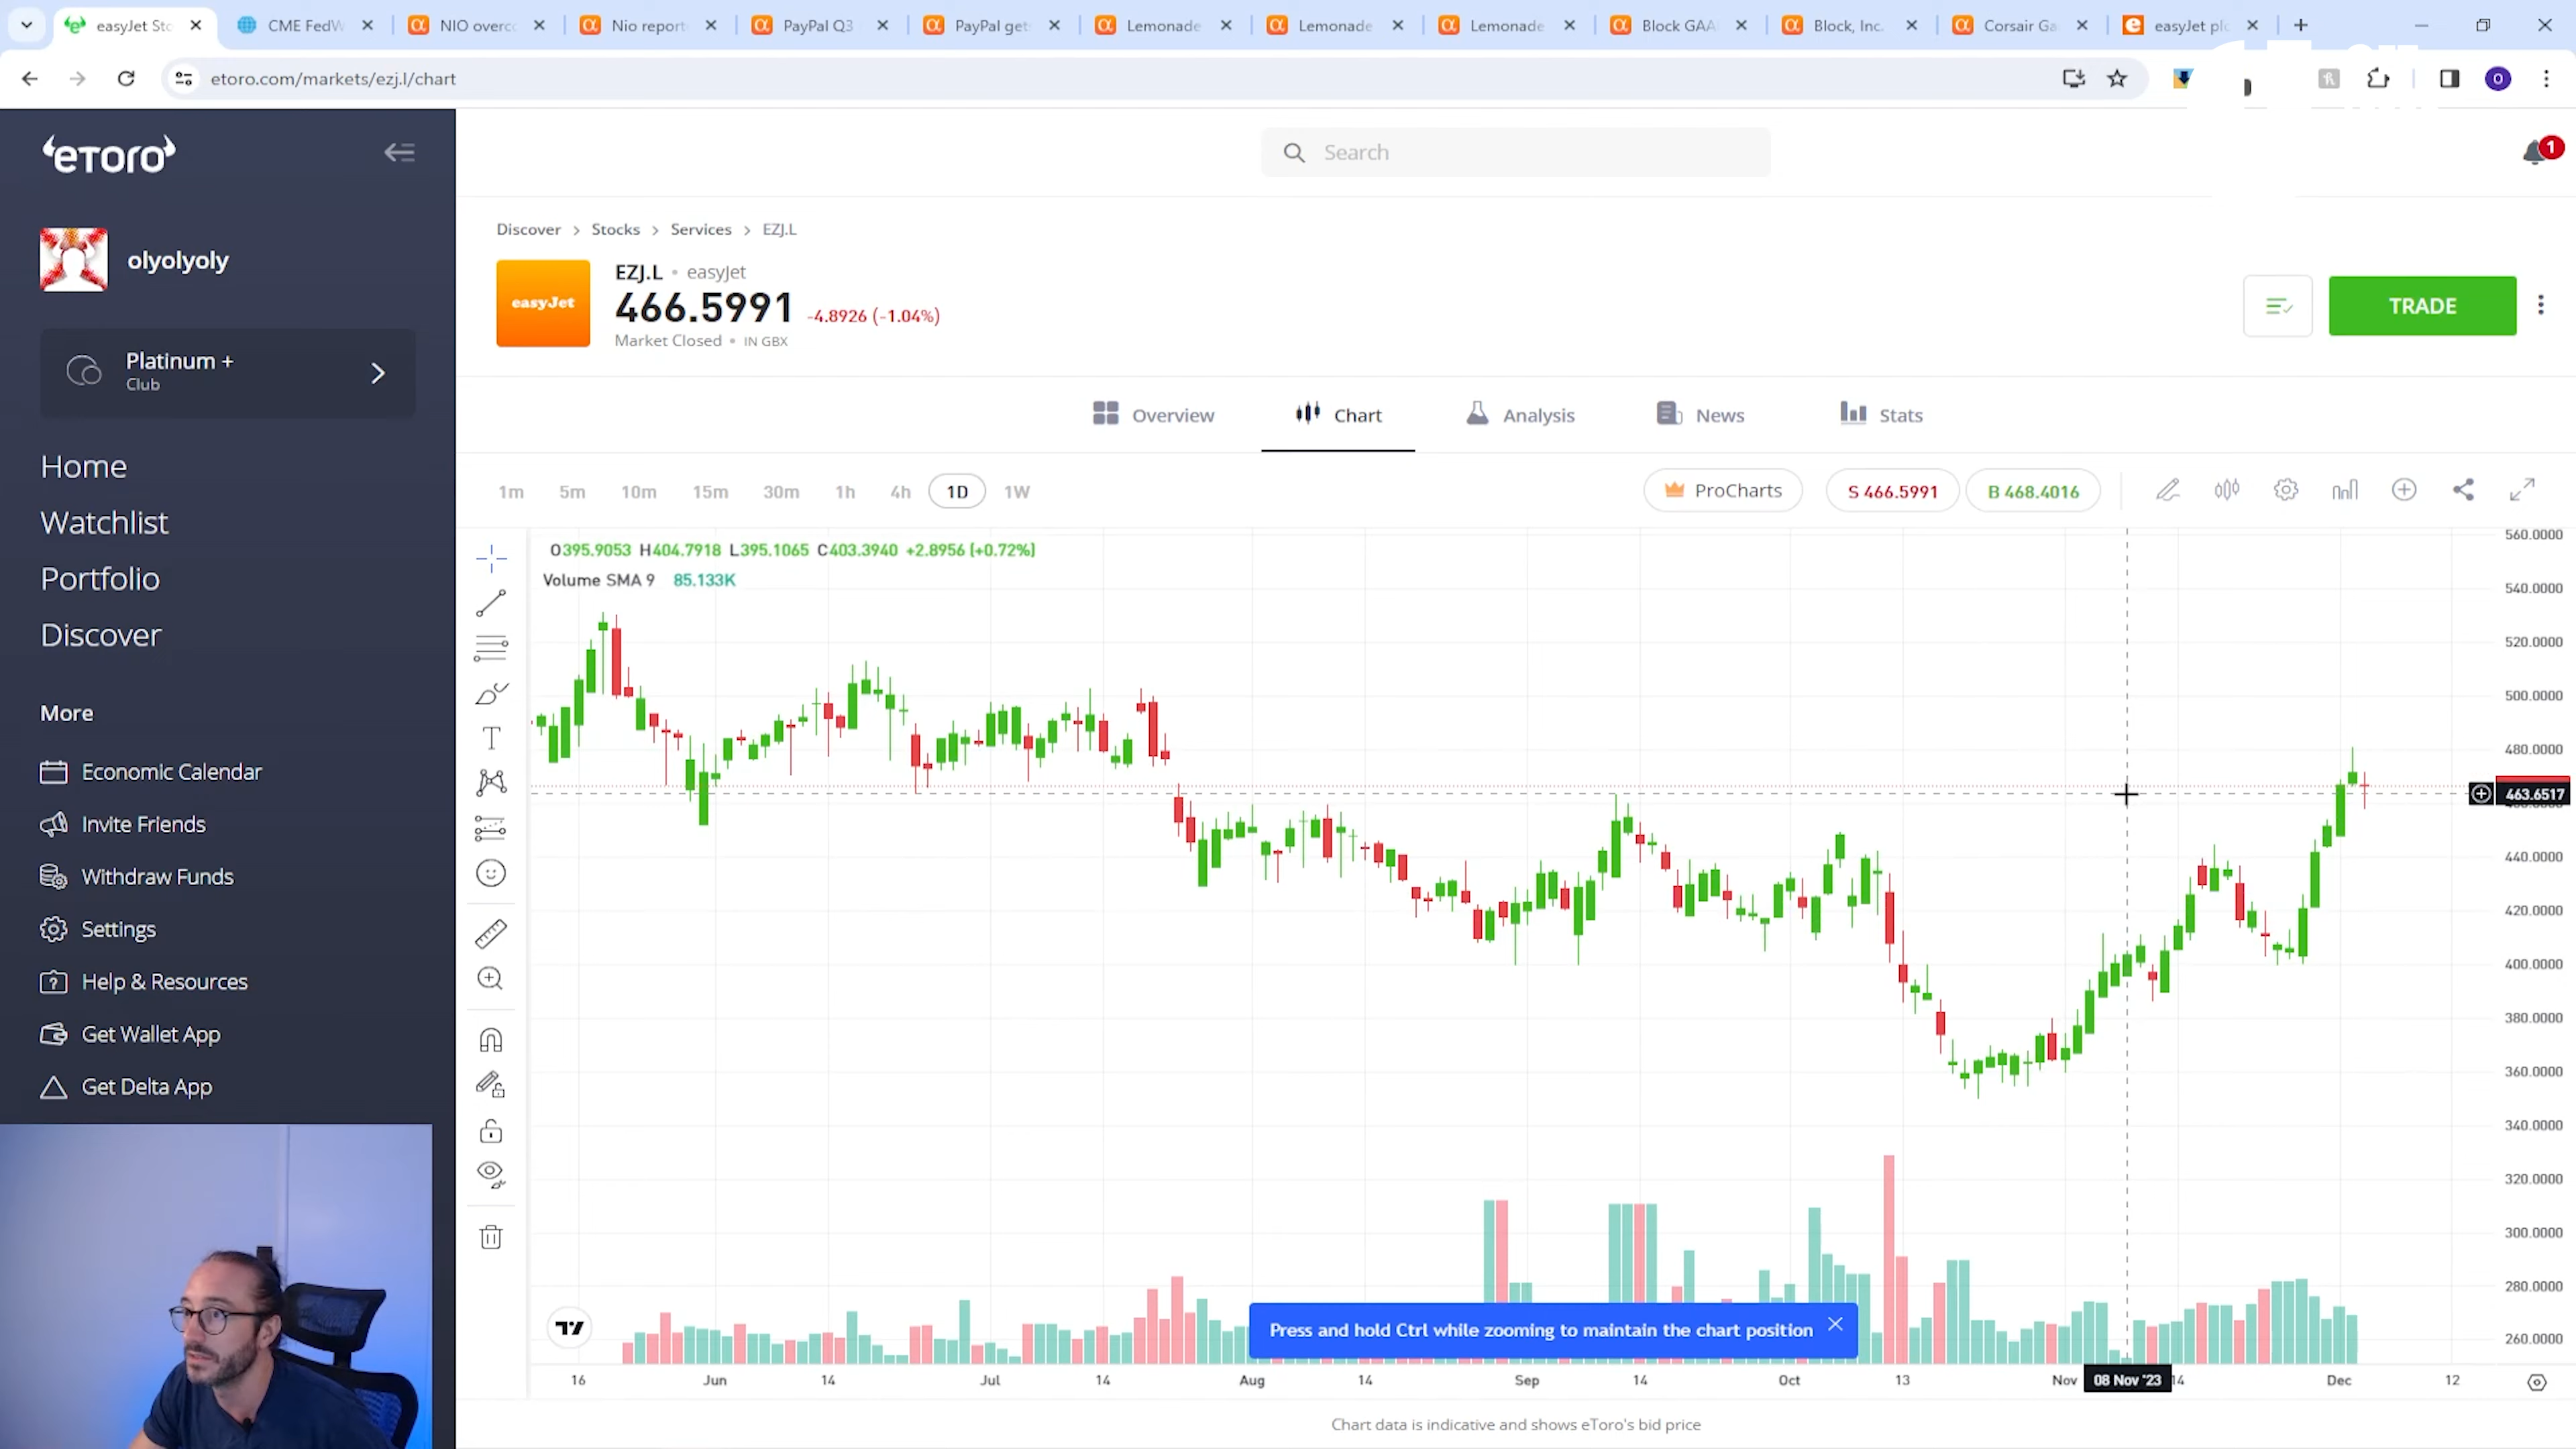 easyJet Sto
CME FedW
NIO overco
Nio report
PayPal Q3
PayPal get
Lemonade
Lemonade
Lemonade
Block GAA
Block, Inc.
Corsair Ga
easyJet plo
etoro.com/markets/ezj.l/chart
O
eToro
Search
1
olyolyoly
Platinum +
Club
Home
Watchlist
Portfolio
Discover
More
Economic Calendar
Invite Friends
Withdraw Funds
Settings
Help & Resources
Get Wallet App
Get Delta App
Discover > Stocks > Services > EZJ.L
easyJet
EZJ.L • easyJet
466.5991 -4.8926 (-1.04%)
Market Closed • IN GBX
TRADE
Overview
Chart
Analysis
News
Stats
1m 5m 10m 15m 30m 1h 4h 1D 1W
ProCharts
S 466.5991
B 468.4016
O395.9053 H404.7918 L395.1065 C403.3940 +2.8956 (+0.72%)
Volume SMA 9 85.133K
560.0000
540.0000
520.0000
500.0000
480.0000
463.6517
440.0000
420.0000
400.0000
380.0000
360.0000
340.0000
320.0000
300.0000
280.0000
260.0000
Press and hold Ctrl while zooming to maintain the chart position
16 Jun 14 Jul 14 Aug 14 Sep 14 Oct 13 Nov 08 Nov '23 14 Dec 12
Chart data is indicative and shows eToro's bid price